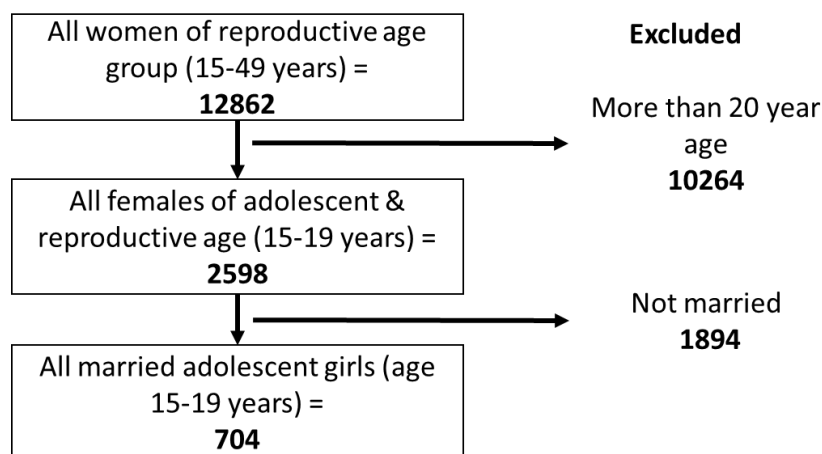 All women of reproductive age
group (15-49 years) =
12862
Excluded
More than 20 year
age
10264
All females of adolescent &
reproductive age (15-19 years) =
2598
Not married
1894
All married adolescent girls (age
15-19 years) =
704